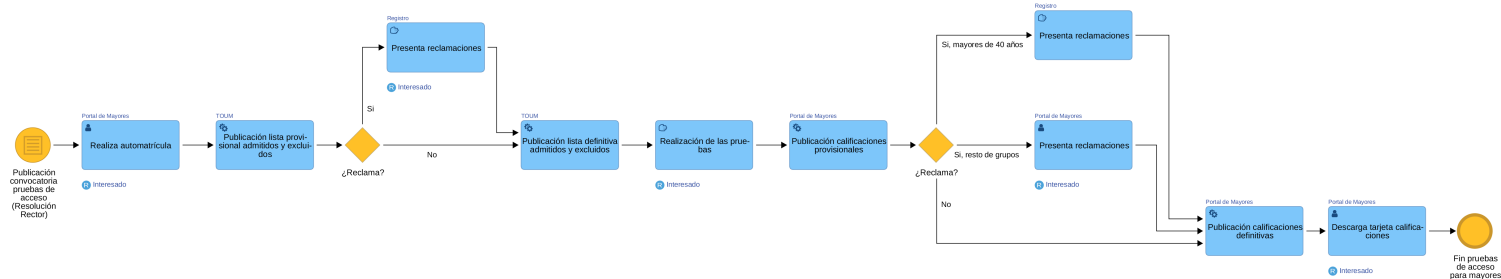 Publicación
convocatoria
pruebas de
acceso
(Resolución
Rector)
Portal de Mayores
Realiza automatrícula
R Interesado
TOUM
Publicación lista provi-
sional admitidos y exclui-
dos
¿Reclama?
Si
No
Registro
Presenta reclamaciones
R Interesado
TOUM
Publicación lista definitiva
admitidos y excluidos
Realización de las prue-
bas
R Interesado
Portal de Mayores
Publicación calificaciones
provisionales
¿Reclama?
Si, mayores de 40 años
Si, resto de grupos
No
Registro
Presenta reclamaciones
Portal de Mayores
Presenta reclamaciones
R Interesado
Portal de Mayores
Publicación calificaciones
definitivas
Portal de Mayores
Descarga tarjeta califica-
ciones
R Interesado
Fin pruebas
de acceso
para mayores